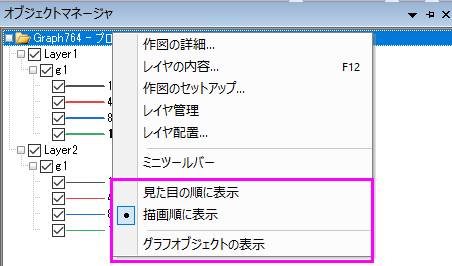 オブジェクトマネージャ
Graph764 - プロ
Layer1
g1
1
4
8
1
Layer2
g1
1
4
8
1
作図の詳細...
レイヤの内容... F12
作図のセットアップ...
レイヤ管理
レイヤ配置...
ミニツールバー
見た目の順に表示
描画順に表示
グラフオブジェクトの表示